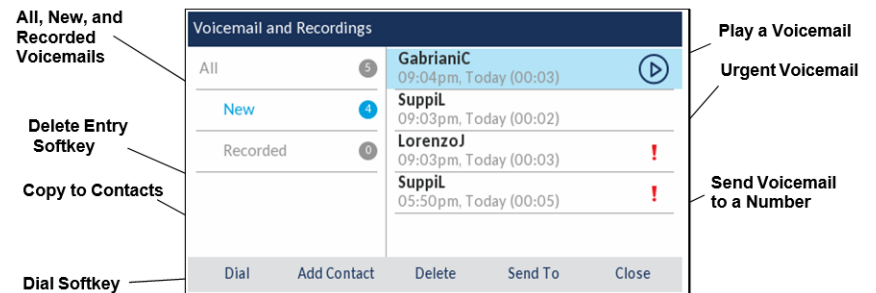 All, New, and
Recorded
Voicemails
Delete Entry
Softkey
Copy to Contacts
Dial Softkey
Voicemail and Recordings
All 5
New 4
Recorded 0
GabrianiC
09:04pm, Today (00:03)
SuppiL
09:03pm, Today (00:02)
LorenzoJ
09:03pm, Today (00:03) !
SuppiL
05:50pm, Today (00:05) !
Dial Add Contact Delete Send To Close
Play a Voicemail
Urgent Voicemail
Send Voicemail
to a Number